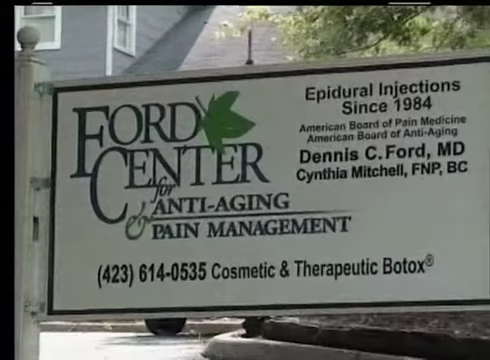 FORD
CENTER
for
ANTI-AGING
& PAIN MANAGEMENT
Epidural Injections
Since 1984
American Board of Pain Medicine
American Board of Anti-Aging
Dennis C. Ford, MD
Cynthia Mitchell, FNP, BC
(423) 614-0535 Cosmetic & Therapeutic Botox®